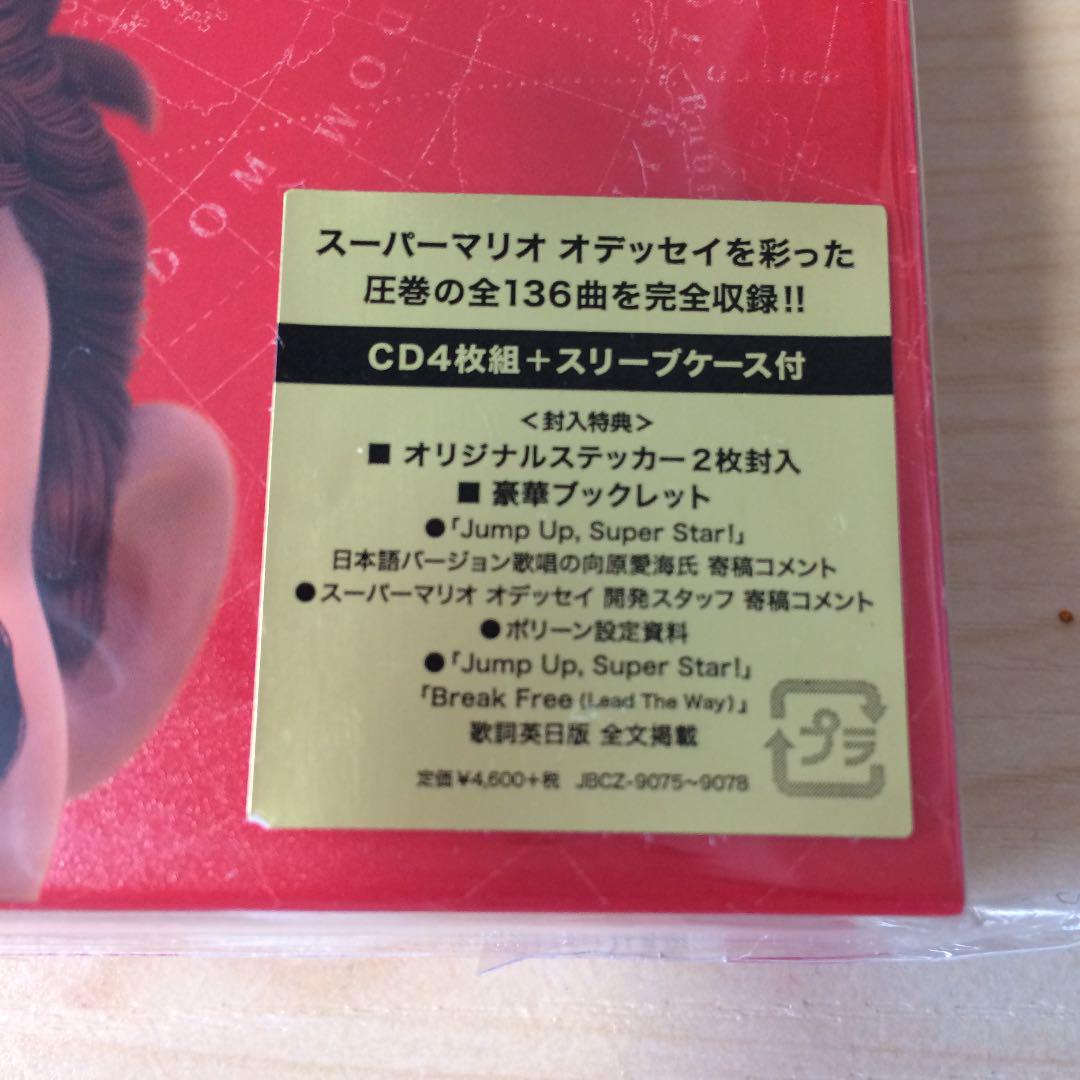 DOM WOO
Gusher
スーパーマリオ オデッセイを彩った
圧巻の全136曲を完全収録!!
CD4枚組＋スリーブケース付
＜封入特典＞
■ オリジナルステッカー2枚封入
■ 豪華ブックレット
●「Jump Up, Super Star!」
日本語バージョン歌唱の向原愛海氏 寄稿コメント
●スーパーマリオ オデッセイ 開発スタッフ 寄稿コメント
●ポリーン設定資料
●「Jump Up, Super Star!」
「Break Free (Lead The Way)」
歌詞英日版 全文掲載
定価¥4,600+税 JBCZ-9075~9078
プラ